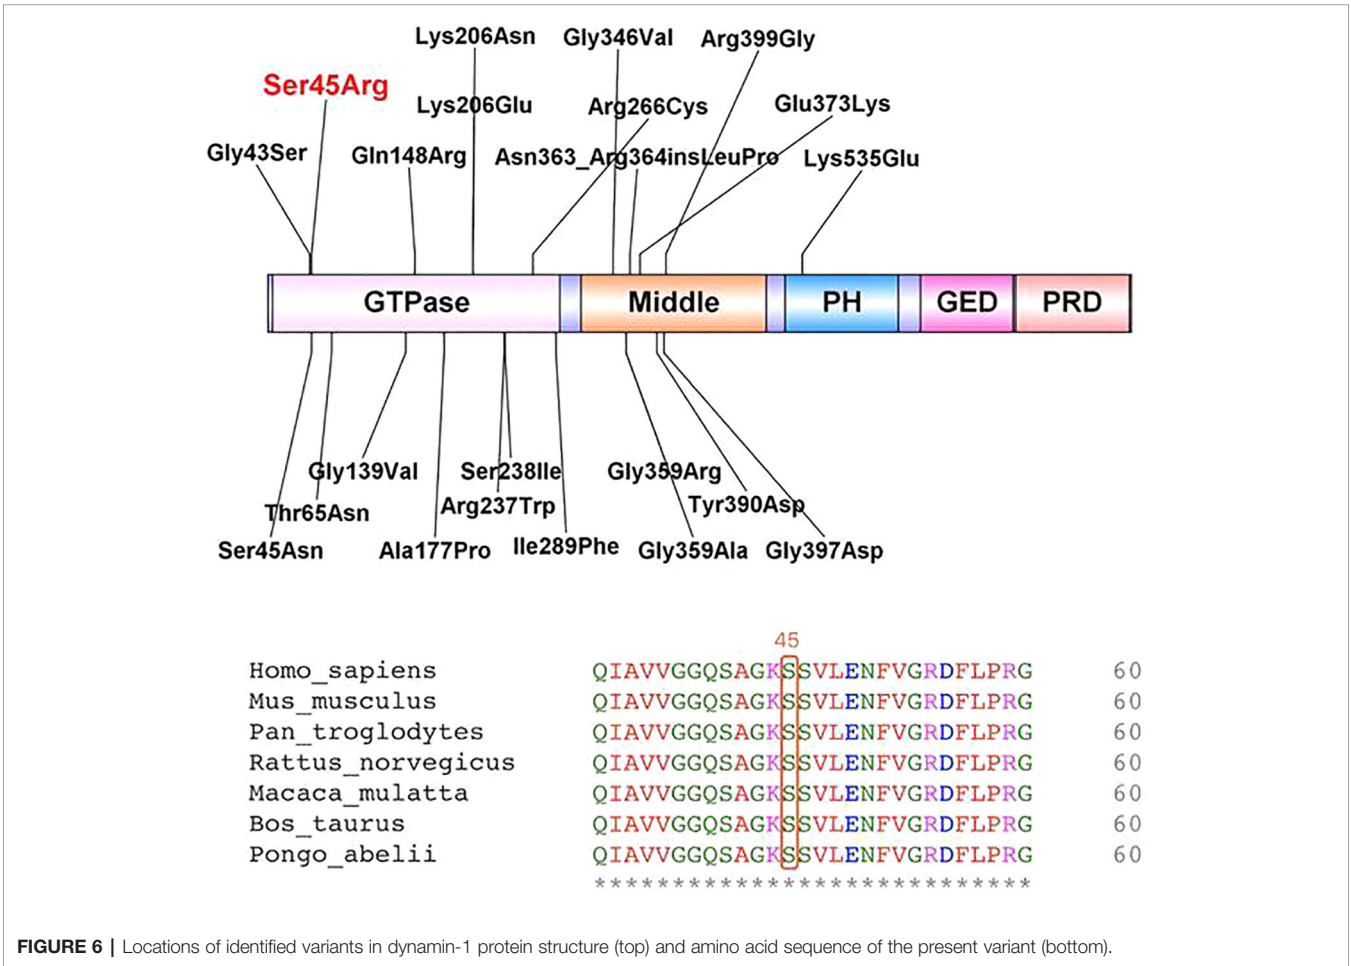 Lys206Asn Gly346Val Arg399Gly
Ser45Arg
Lys206Glu Arg266Cys Glu373Lys
Gly43Ser Gln148Arg Asn363_Arg364insLeuPro Lys535Glu
GTPase Middle PH GED PRD
Gly139Val Ser238Ile Gly359Arg
Thr65Asn Arg237Trp Tyr390Asp
Ser45Asn Ala177Pro Ile289Phe Gly359Ala Gly397Asp
45
Homo_sapiens QIAVVGGQSAGKSSVLENFVGRDFLPRG 60
Mus_musculus QIAVVGGQSAGKSSVLENFVGRDFLPRG 60
Pan_troglodytes QIAVVGGQSAGKSSVLENFVGRDFLPRG 60
Rattus_norvegicus QIAVVGGQSAGKSSVLENFVGRDFLPRG 60
Macaca_mulatta QIAVVGGQSAGKSSVLENFVGRDFLPRG 60
Bos_taurus QIAVVGGQSAGKSSVLENFVGRDFLPRG 60
Pongo_abelii QIAVVGGQSAGKSSVLENFVGRDFLPRG 60
****************************
FIGURE 6 | Locations of identified variants in dynamin-1 protein structure (top) and amino acid sequence of the present variant (bottom).